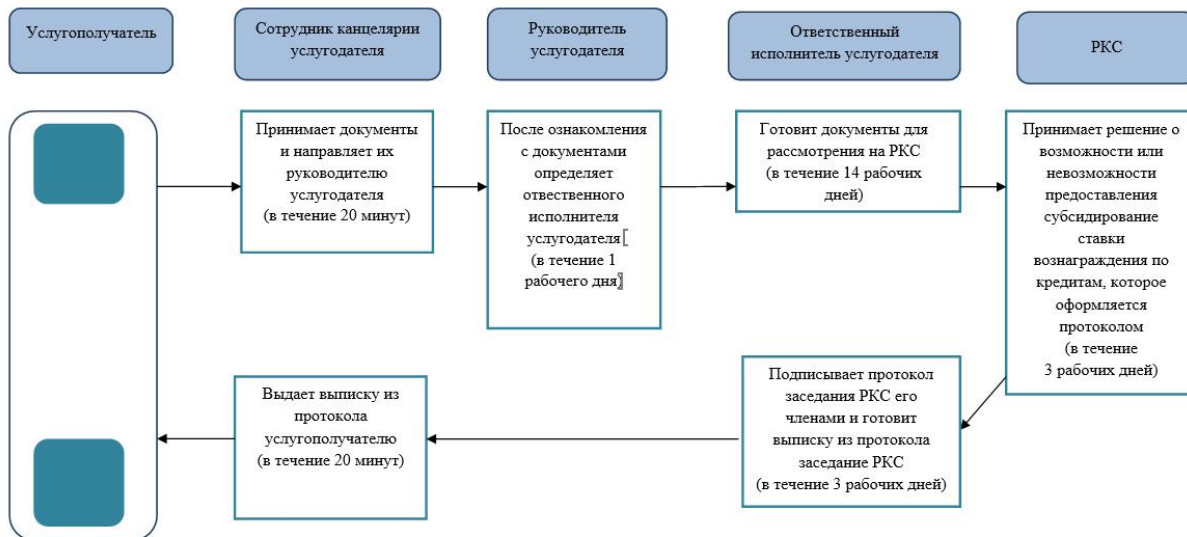 Услугополучатель
Сотрудник канцелярии
услугодателя
Руководитель
услугодателя
Ответственный
исполнитель услугодателя
РКС
Принимает документы
и направляет их
руководителю
услугодателя
(в течение 20 минут)
После ознакомления
с документами
определяет
отвественного
исполнителя
услугодателя[
(в течение 1
рабочего дня]
Готовит документы для
рассмотрения на РКС
(в течение 14 рабочих
дней)
Принимает решение о
возможности или
невозможности
предоставления
субсидирование
ставки
вознаграждения по
кредитам, которое
оформляется
протоколом
(в течение
3 рабочих дней)
Выдает выписку из
протокола
услугополучателю
(в течение 20 минут)
Подписывает протокол
заседания РКС его
членами и готовит
выписку из протокола
заседание РКС
(в течение 3 рабочих дней)